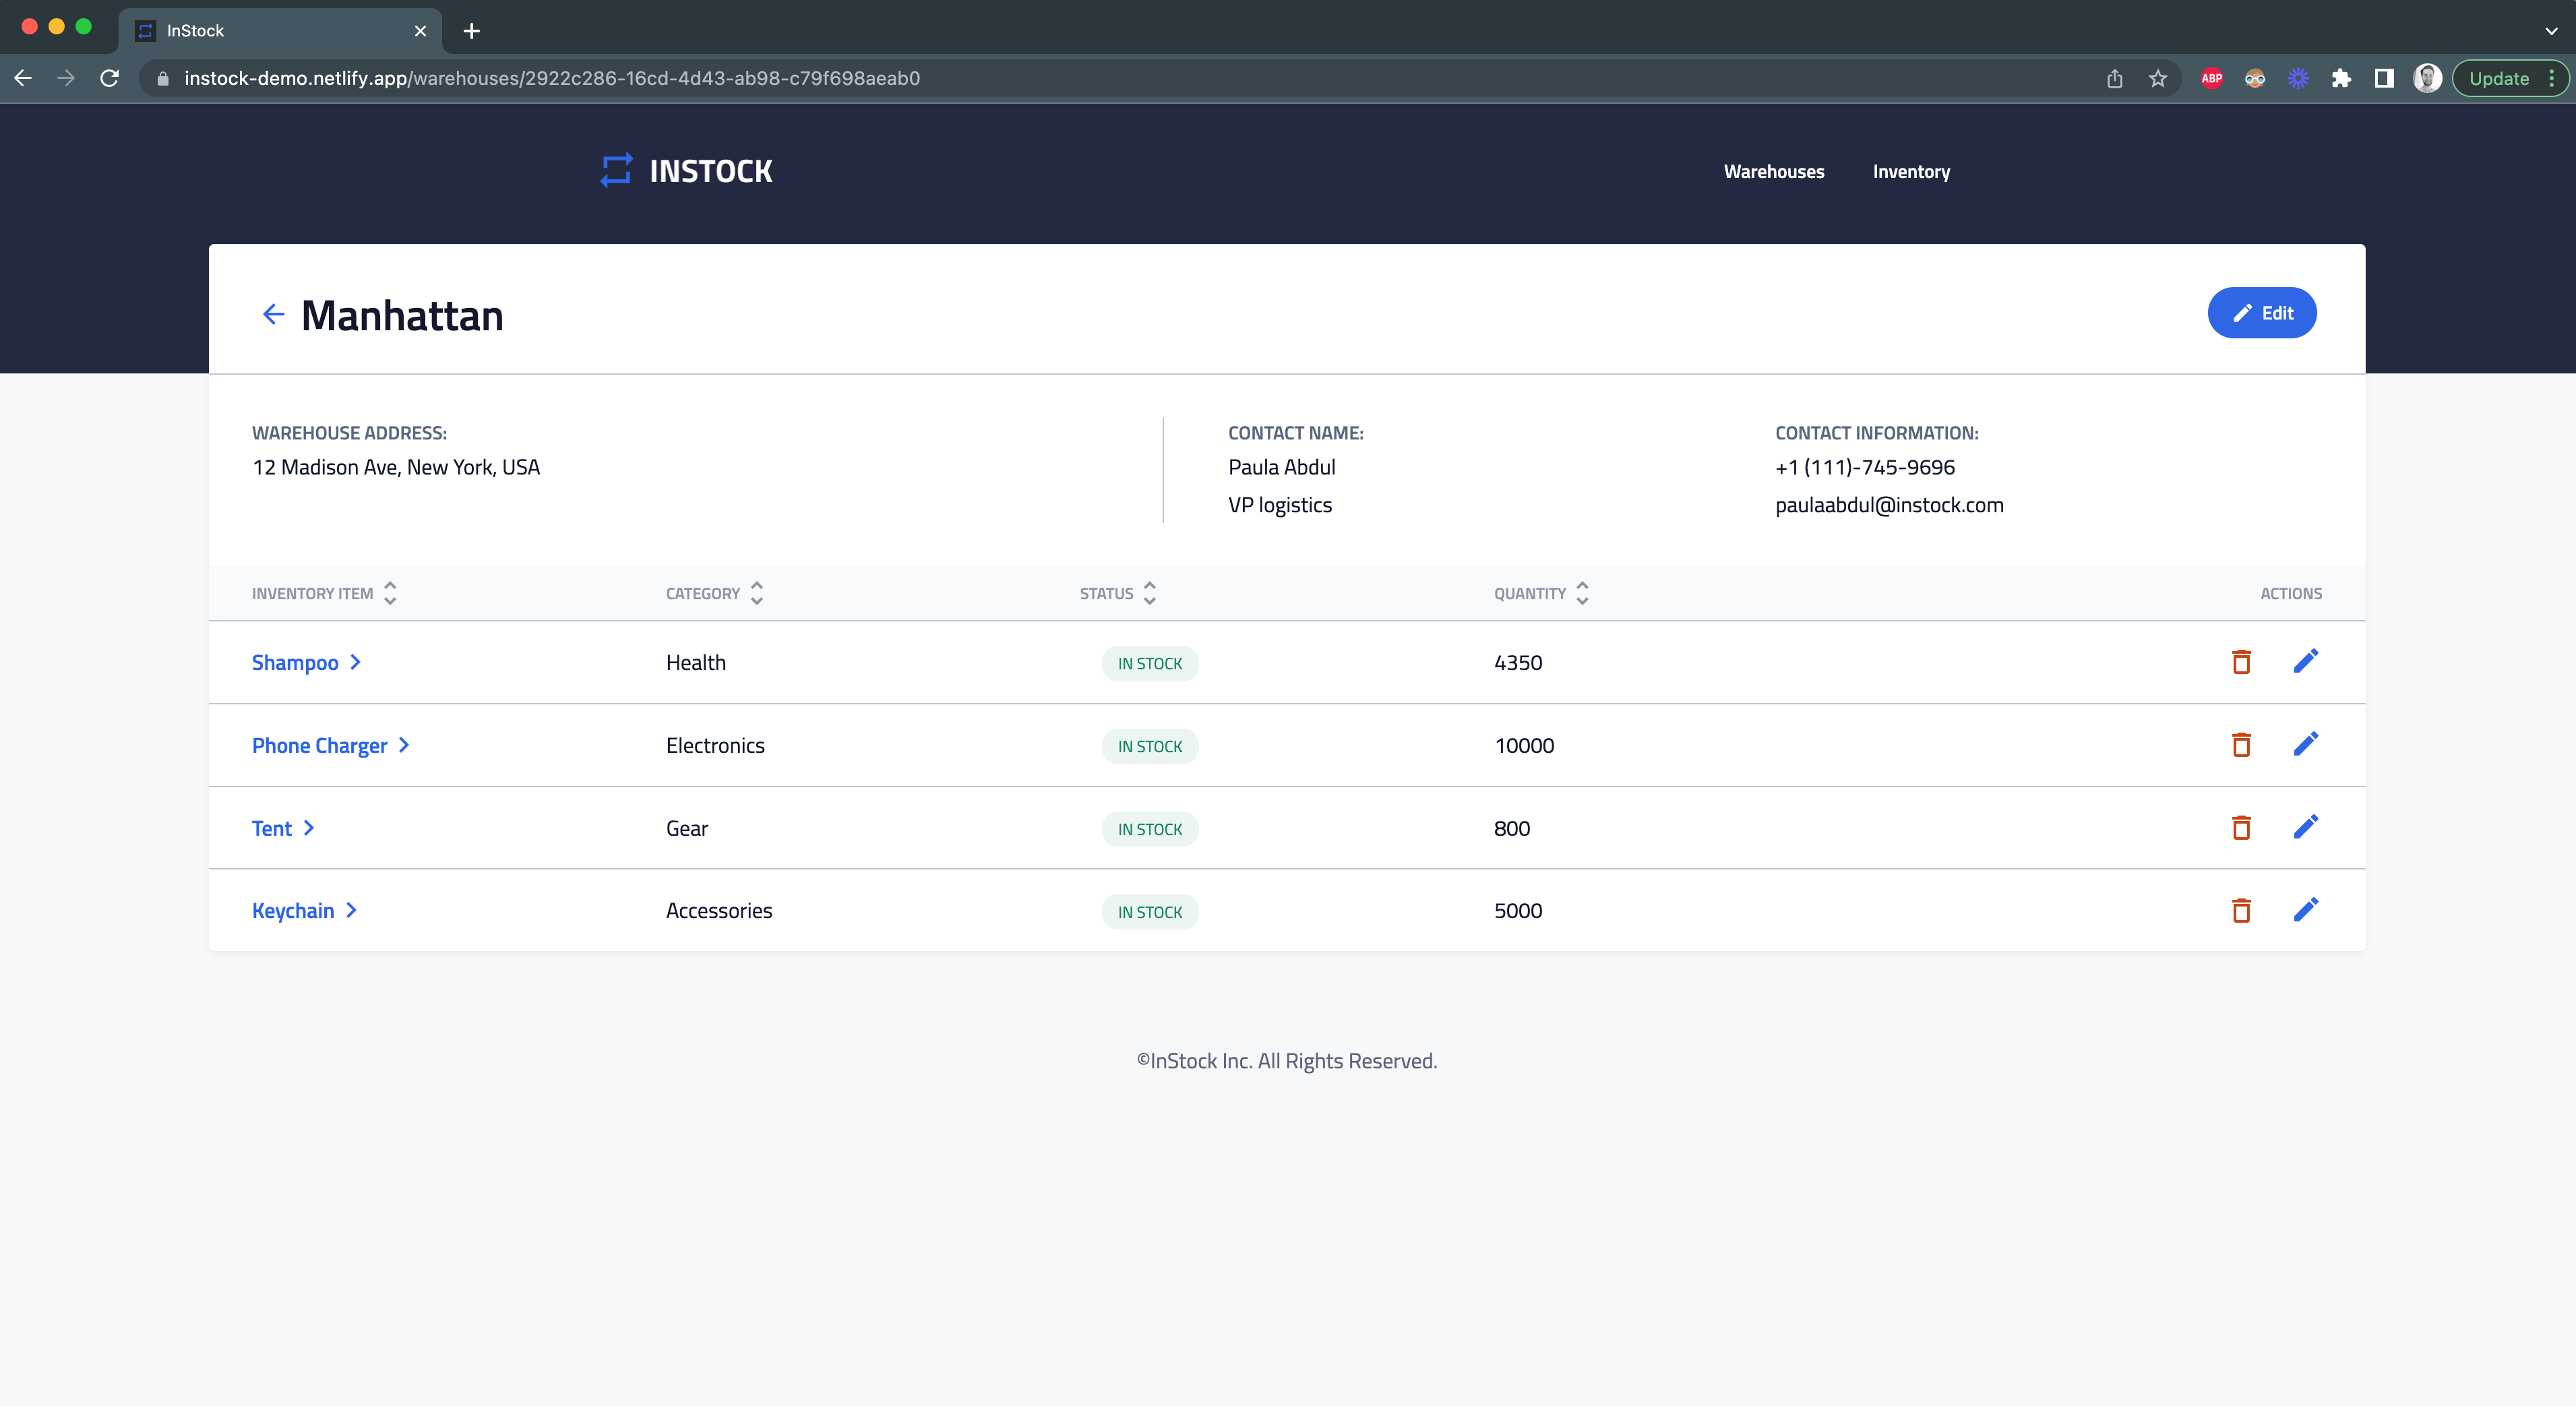 InStock
instock-demo.netlify.app/warehouses/2922c286-16cd-4d43-ab98-c79f698aeab0
ABP
Update
INSTOCK
Warehouses Inventory
Manhattan
Edit
WAREHOUSE ADDRESS:
12 Madison Ave, New York, USA
CONTACT NAME:
Paula Abdul
VP logistics
CONTACT INFORMATION:
+1 (111)-745-9696
paulaabdul@instock.com
INVENTORY ITEM CATEGORY STATUS QUANTITY ACTIONS
Shampoo Health IN STOCK 4350
Phone Charger Electronics IN STOCK 10000
Tent Gear IN STOCK 800
Keychain Accessories IN STOCK 5000
©InStock Inc. All Rights Reserved.